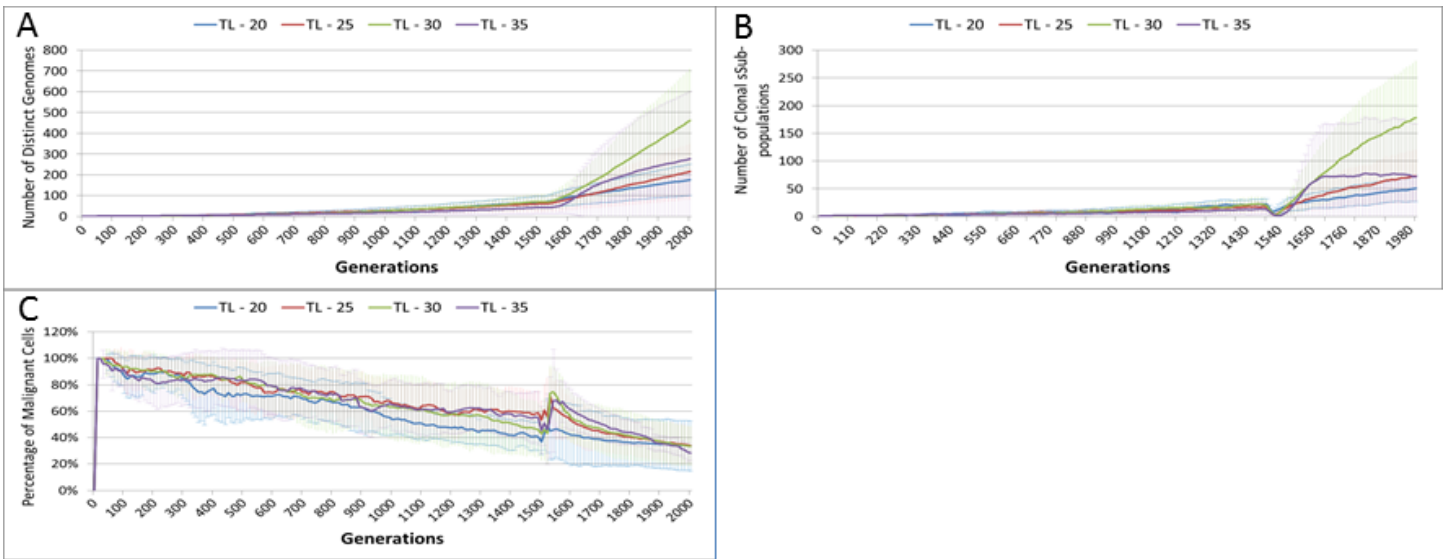 A
TL - 20 TL - 25 TL - 30 TL - 35
Number of Distinct Genomes
800
700
600
500
400
300
200
100
0
0 100 200 300 400 500 600 700 800 900 1000 1100 1200 1300 1400 1500 1600 1700 1800 1900 2000
Generations
B
TL - 20 TL - 25 TL - 30 TL - 35
Number of Clonal sSub-
populations
300
250
200
150
100
50
0
0 110 220 330 440 550 660 770 880 990 1100 1210 1320 1430 1540 1650 1760 1870 1980
Generations
C
TL - 20 TL - 25 TL - 30 TL - 35
Percentage of Malignant Cells
120%
100%
80%
60%
40%
20%
0%
0 100 200 300 400 500 600 700 800 900 1000 1100 1200 1300 1400 1500 1600 1700 1800 1900 2000
Generations